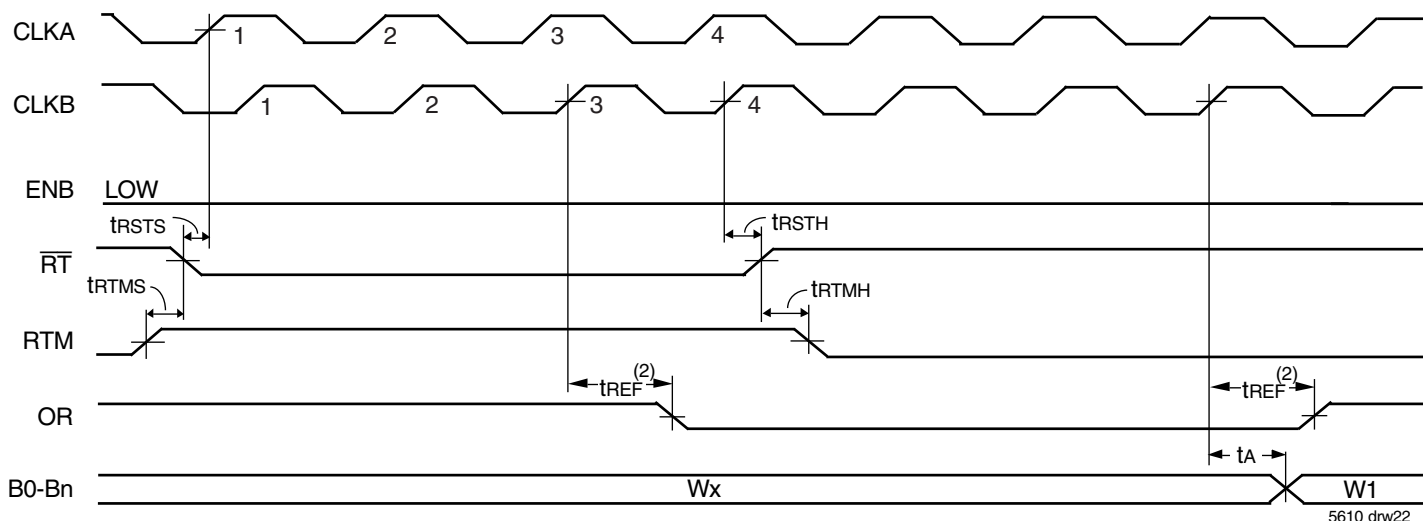 CLKA 1 2 3 4
CLKB 1 2 3 4
ENB LOW
tRSTS tRSTH
RT
tRTMS tRTMH
RTM
tREF(2) tREF(2)
OR
tA
B0-Bn Wx W1
5610 drw22